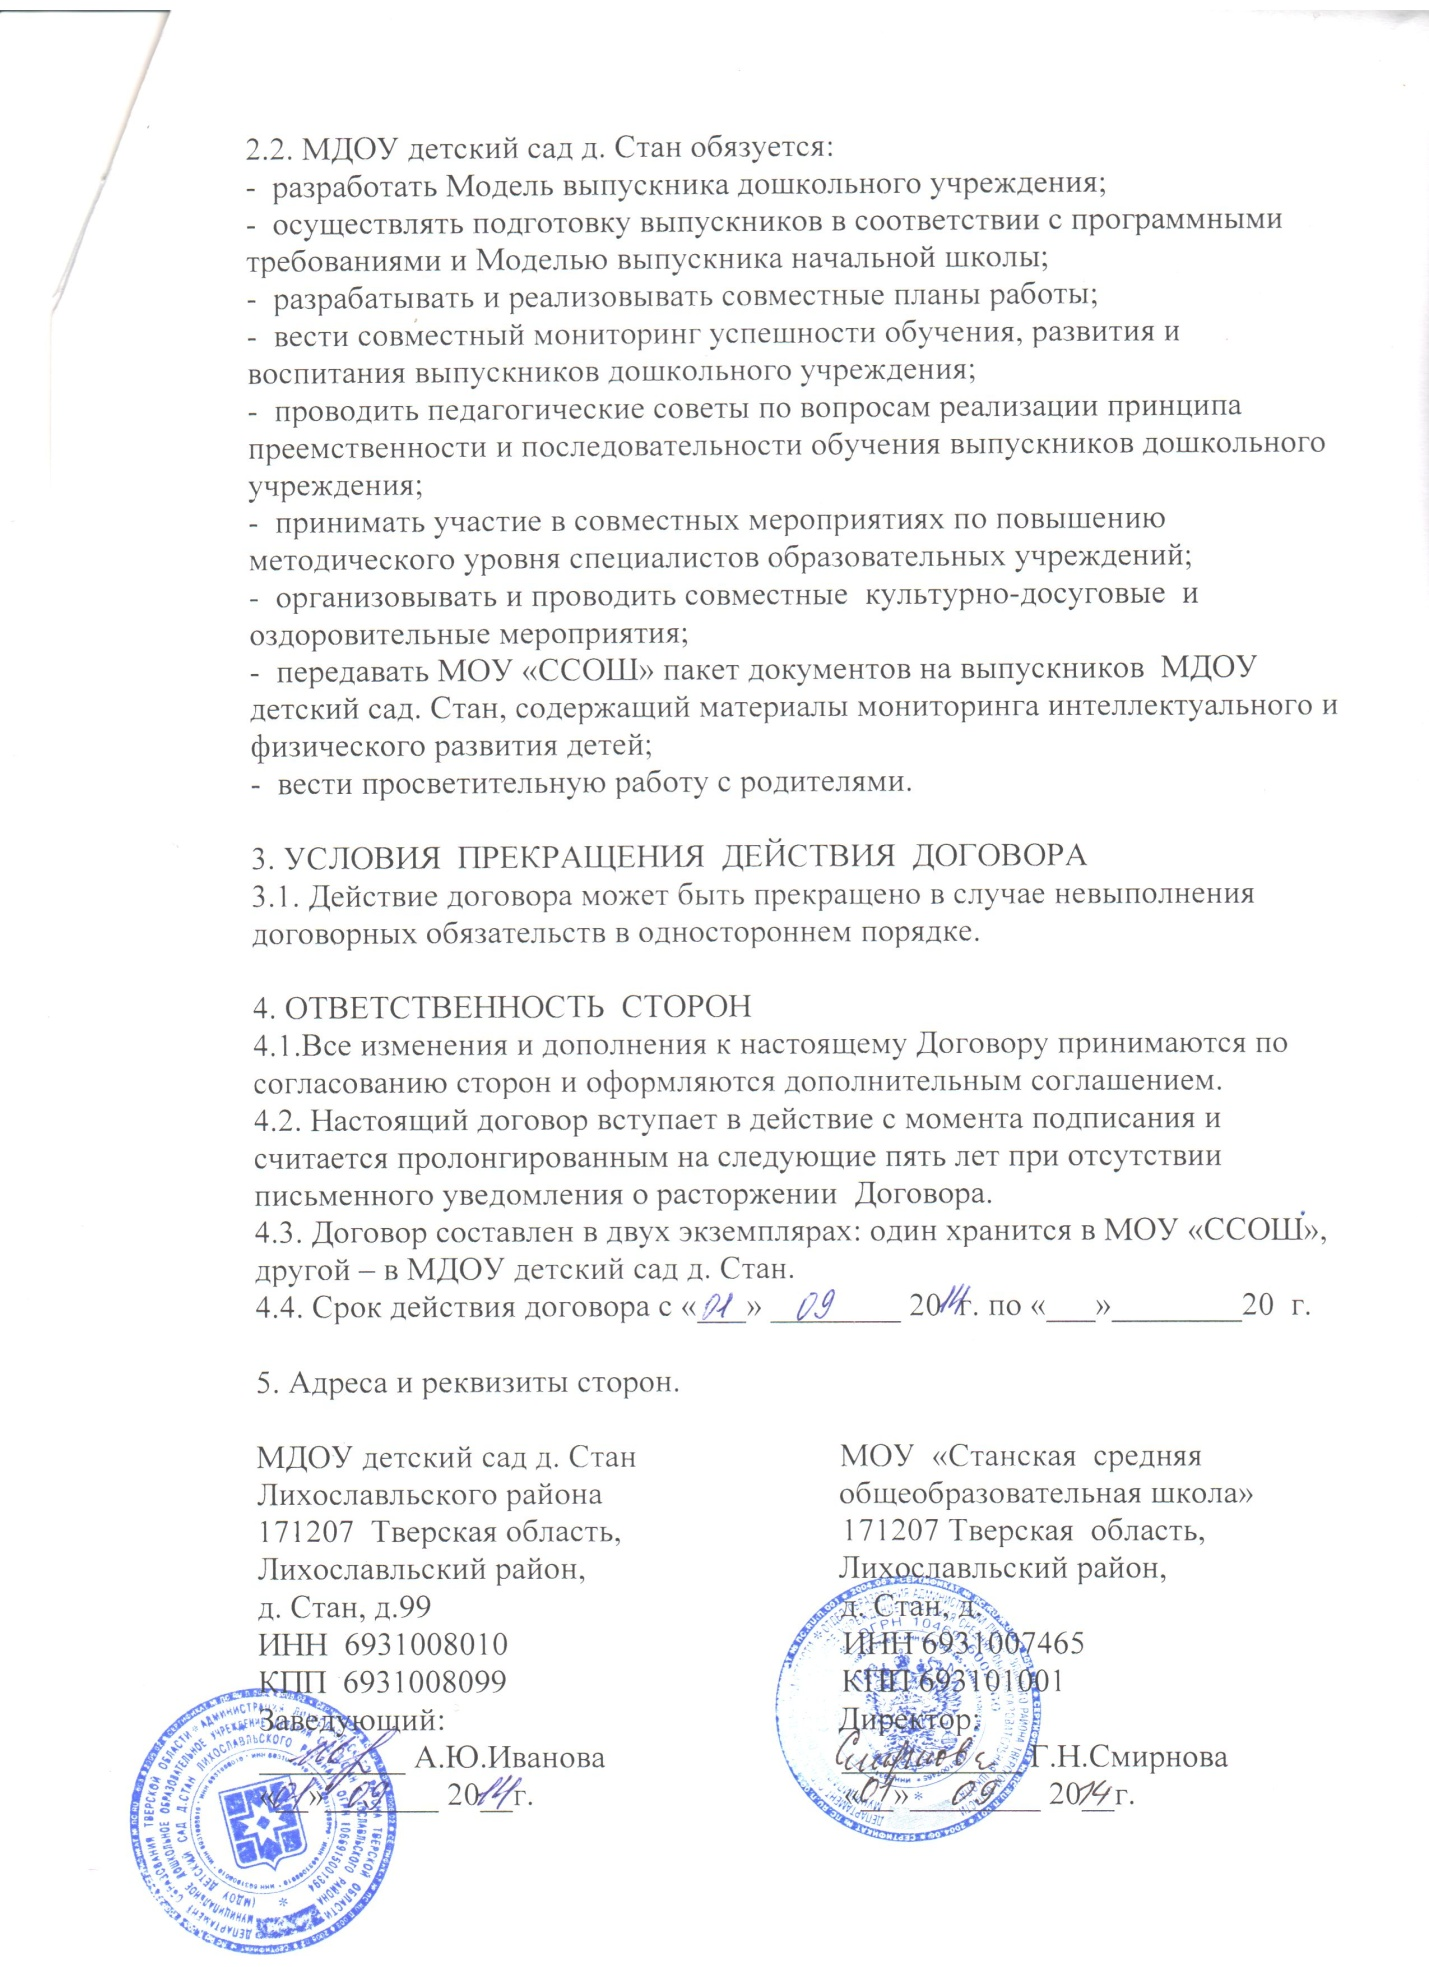 2.2. МДОУ детский сад д. Стан обязуется:
- разработать Модель выпускника дошкольного учреждения;
- осуществлять подготовку выпускников в соответствии с программными
требованиями и Моделью выпускника начальной школы;
- разрабатывать и реализовывать совместные планы работы;
- вести совместный мониторинг успешности обучения, развития и
воспитания выпускников дошкольного учреждения;
- проводить педагогические советы по вопросам реализации принципа
преемственности и последовательности обучения выпускников дошкольного
учреждения;
- принимать участие в совместных мероприятиях по повышению
методического уровня специалистов образовательных учреждений;
- организовывать и проводить совместные культурно-досуговые и
оздоровительные мероприятия;
- передавать МОУ «ССОШ» пакет документов на выпускников МДОУ
детский сад. Стан, содержащий материалы мониторинга интеллектуального и
физического развития детей;
- вести просветительную работу с родителями.
3. УСЛОВИЯ ПРЕКРАЩЕНИЯ ДЕЙСТВИЯ ДОГОВОРА
3.1. Действие договора может быть прекращено в случае невыполнения
договорных обязательств в одностороннем порядке.
4. ОТВЕТСТВЕННОСТЬ СТОРОН
4.1.Все изменения и дополнения к настоящему Договору принимаются по
согласованию сторон и оформляются дополнительным соглашением.
4.2. Настоящий договор вступает в действие с момента подписания и
считается пролонгированным на следующие пять лет при отсутствии
письменного уведомления о расторжении Договора.
4.3. Договор составлен в двух экземплярах: один хранится в МОУ «ССОШ»,
другой – в МДОУ детский сад д. Стан.
4.4. Срок действия договора с «01» 09 2014г. по «___»________20 г.
5. Адреса и реквизиты сторон.
МДОУ детский сад д. Стан
Лихославльского района
171207 Тверская область,
Лихославльский район,
д. Стан, д.99
ИНН 6931008010
КПП 6931008099
Заведующий:
_________ А.Ю.Иванова
«01» 09 2014г.
МОУ «Станская средняя
общеобразовательная школа»
171207 Тверская область,
Лихославльский район,
д. Стан, д.
ИНН 6931007465
КПП 693101001
Директор:
Смирнова Г.Н.Смирнова
«01» 09 2014г.